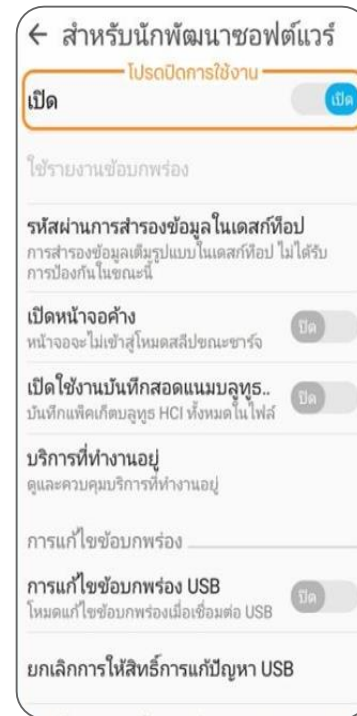 ← สำหรับนักพัฒนาซอฟต์แวร์
โปรดปิดการใช้งาน
เปิด
เปิด
ใช้รายงานข้อบกพร่อง
รหัสผ่านการสำรองข้อมูลในเดสก์ท็อป
การสำรองข้อมูลเต็มรูปแบบในเดสก์ท็อป ไม่ได้รับ
การป้องกันในขณะนี้
เปิดหน้าจอค้าง
ปิด
หน้าจอจะไม่เข้าสู่โหมดสลีปขณะชาร์จ
เปิดใช้งานบันทึกสอดแนมบลูทูธ..
ปิด
บันทึกแพ็คเก็ตบลูทูธ HCI ทั้งหมดในไฟล์
บริการที่ทำงานอยู่
ดูและควบคุมบริการที่ทำงานอยู่
การแก้ไขข้อบกพร่อง
การแก้ไขข้อบกพร่อง USB
ปิด
โหมดแก้ไขข้อบกพร่องเมื่อเชื่อมต่อ USB
ยกเลิกการให้สิทธิ์การแก้ปัญหา USB